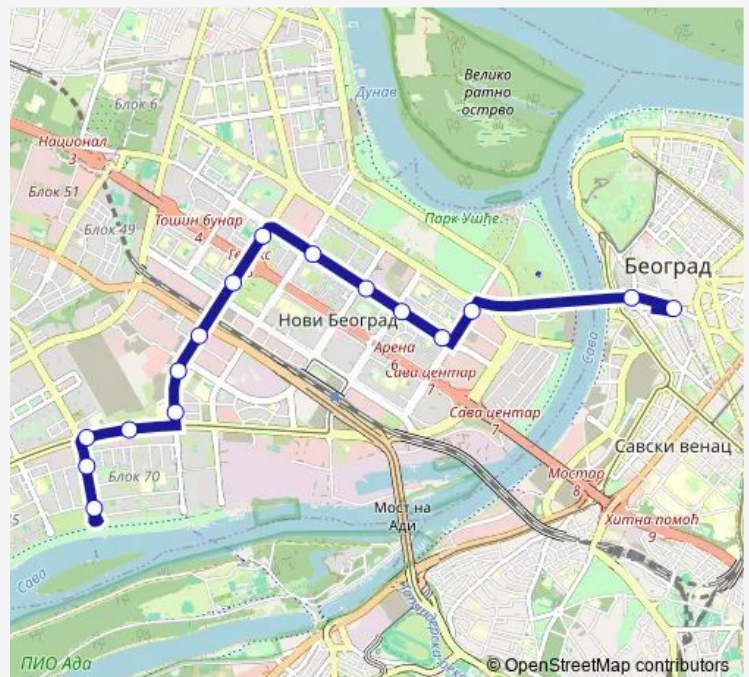 Велико
ратно
острво
Дунав
Блок 6
Национал
3
Блок 51
Парк Ушће
Тошин бунар
4
Блок 49
Београд
Нови Београд
Сава
Арена
6
Сава центар
7
Сава центар
7
Савски венац
Блок 70
Мостар
8
Мост на
Ади
Хитна помоћ
9
Сава
ПИО Ада
© OpenStreetMap contributors